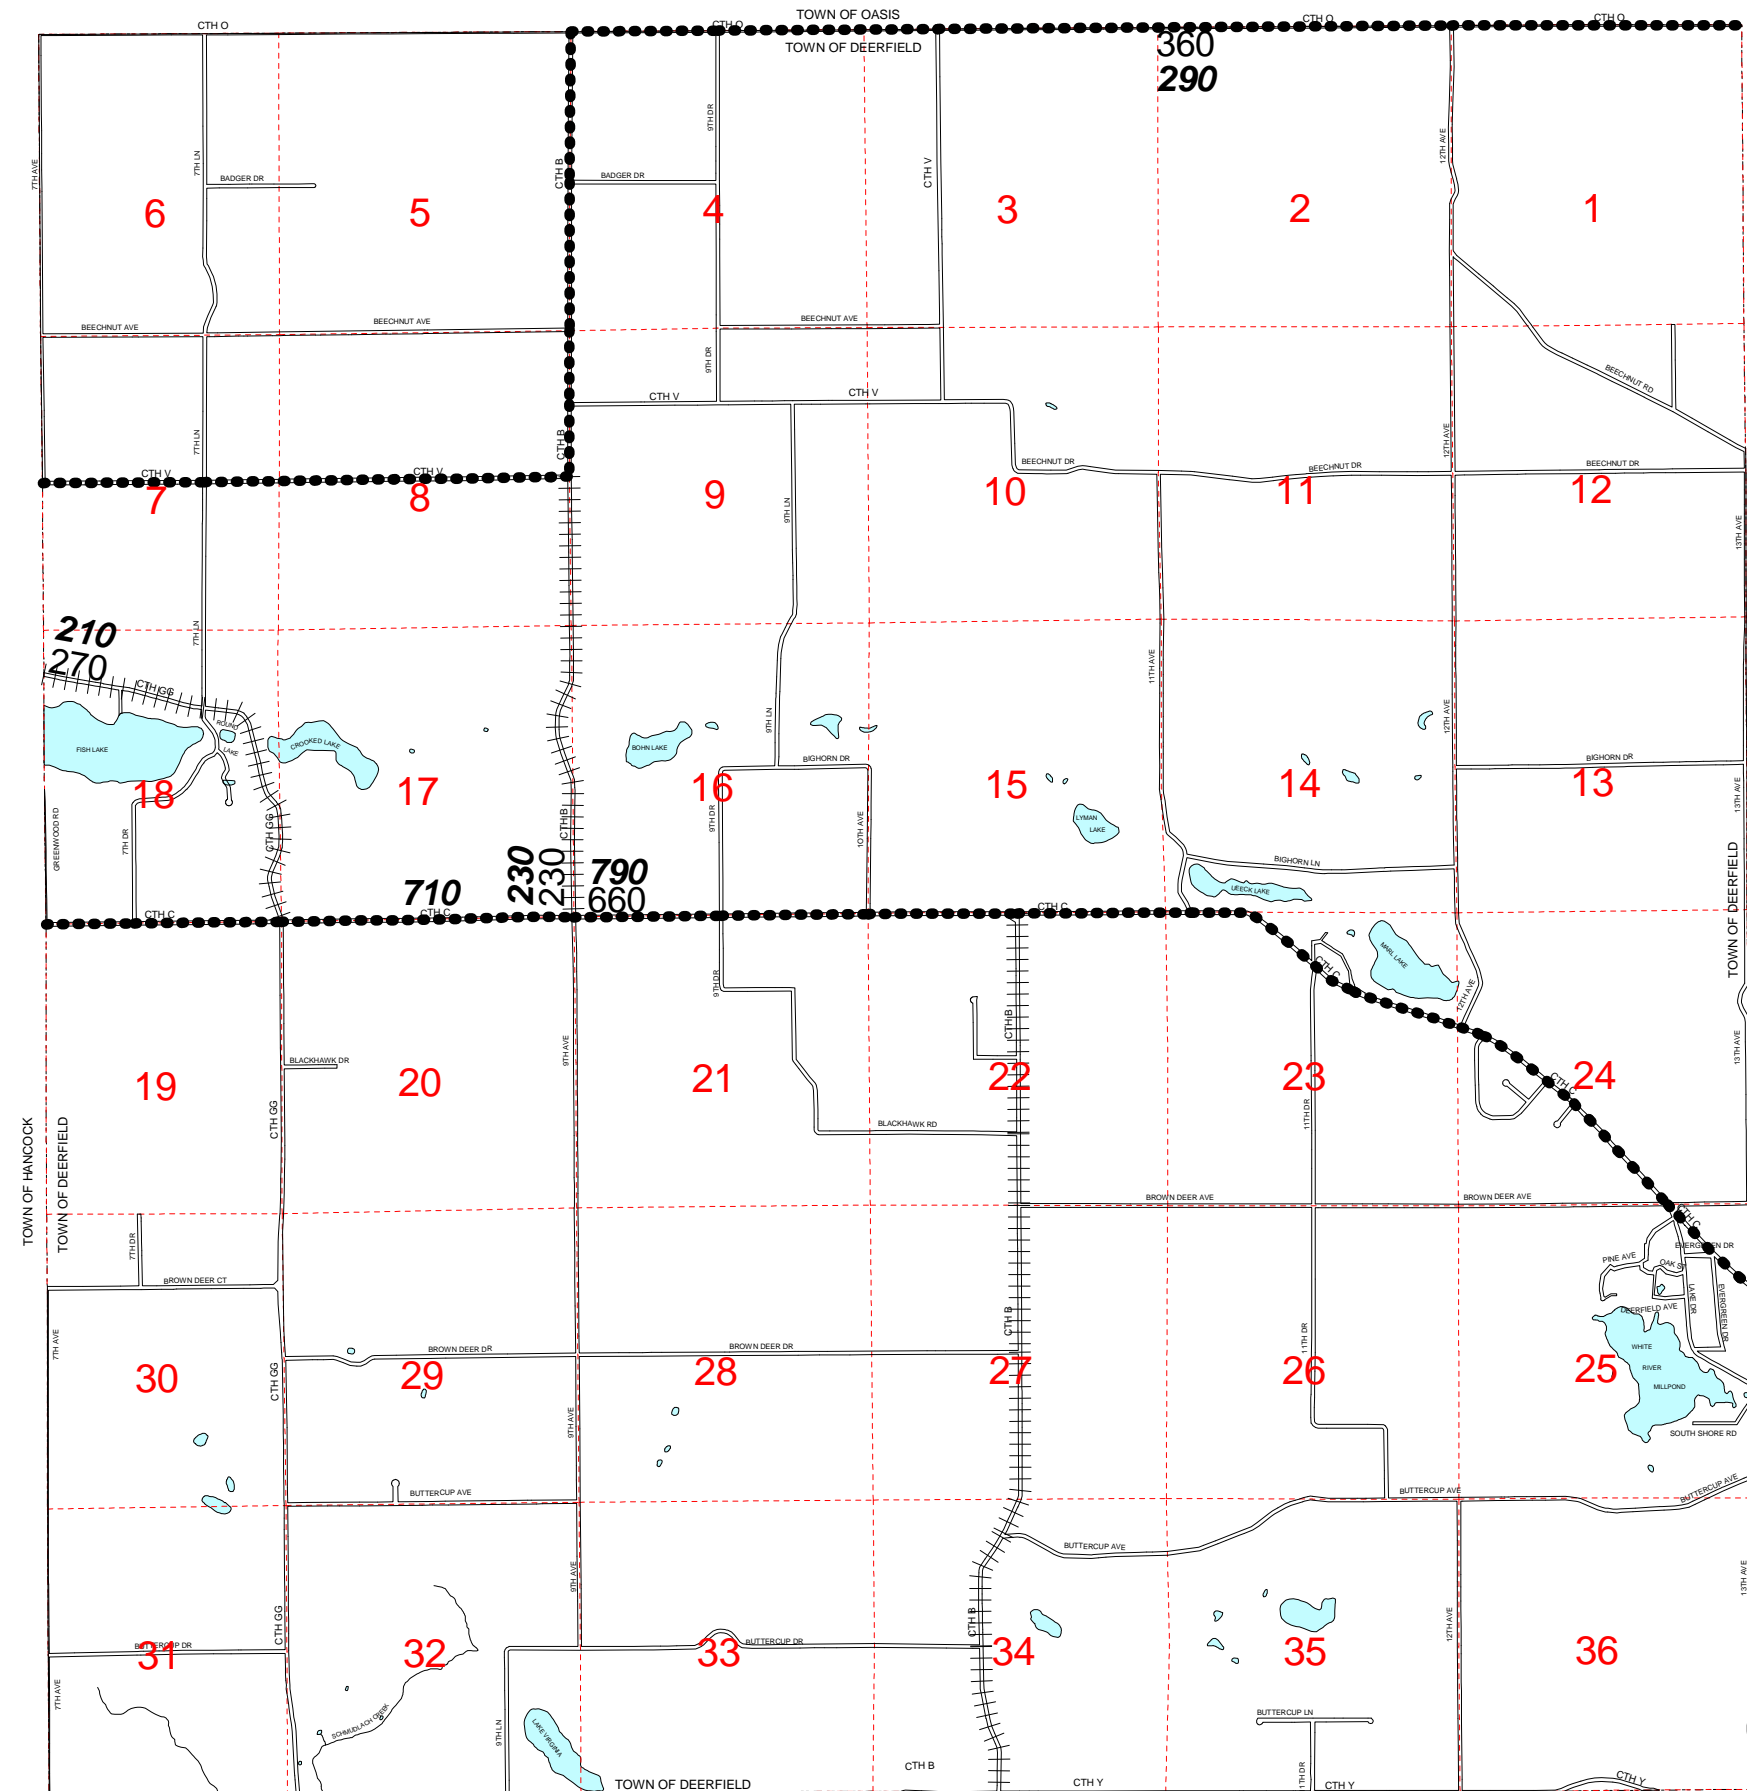 TOWN OF OASIS
CTH O
CTH O
CTH O
CTH O
TOWN OF DEERFIELD
360
290
7TH AVE
7TH LN
BADGER DR
CTH B
9TH DR
BADGER DR
CTH V
12TH AVE
6
5
4
3
2
1
BEECHNUT AVE
BEECHNUT AVE
BEECHNUT AVE
9TH DR
BEECHNUT RD
CTH V
CTH V
7TH LN
CTH B
12TH AVE
CTH V
CTH V
BEECHNUT DR
BEECHNUT DR
BEECHNUT DR
7
8
9
10
11
12
9TH LN
13TH AVE
210
270
7TH LN
CTH GG
11TH AVE
ROUND
LAKE
FISH LAKE
CROOKED LAKE
BOHN LAKE
9TH LN
12TH AVE
BIGHORN DR
BIGHORN DR
18
17
16
15
14
13
GREENWOOD RD
7TH DR
CTH GG
CTH B
9TH DR
10TH AVE
LYMAN
LAKE
13TH AVE
BIGHORN LN
UEECK LAKE
710
230
230
790
660
CTH C
CTH C
CTH C
TOWN OF DEERFIELD
MARL LAKE
CTH C
9TH DR
12TH AVE
CTH B
9TH AVE
13TH AVE
BLACKHAWK DR
19
20
21
22
23
24
CTH C
CTH GG
11TH DR
BLACKHAWK RD
TOWN OF HANCOCK
TOWN OF DEERFIELD
BROWN DEER AVE
BROWN DEER AVE
CTH C
7TH DR
EVERGREEN DR
PINE AVE
OAK ST
BROWN DEER CT
LAKE DR
EVERGREEN DR
DEERFIELD AVE
CTH B
11TH DR
7TH AVE
BROWN DEER DR
BROWN DEER DR
WHITE
RIVER
MILLPOND
30
29
28
27
26
25
CTH GG
9TH AVE
SOUTH SHORE RD
BUTTERCUP AVE
BUTTERCUP AVE
BUTTERCUP AVE
BUTTERCUP AVE
9TH AVE
13TH AVE
CTH GG
CTH B
12TH AVE
BUTTERCUP DR
BUTTERCUP DR
31
32
33
34
35
36
7TH AVE
SCHMUDLACH CREEK
9TH LN
LAKE VIRGINIA
BUTTERCUP LN
11TH DR
CTH B
TOWN OF DEERFIELD
CTH Y
CTH Y
CTH Y